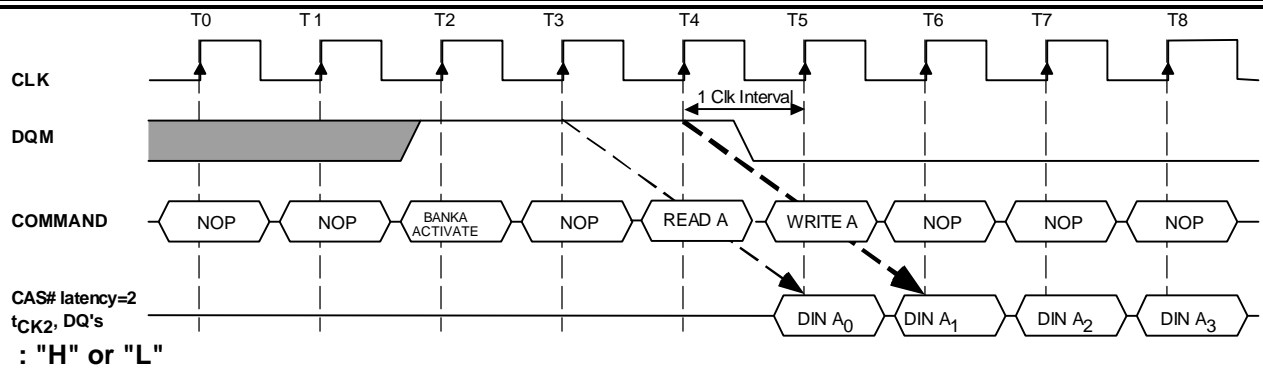 T0 T1 T2 T3 T4 T5 T6 T7 T8
CLK
1 Clk Interval
DQM
COMMAND NOP NOP BANKA ACTIVATE NOP READ A WRITE A NOP NOP NOP
CAS# latency=2
tCK2, DQ's DIN A0 DIN A1 DIN A2 DIN A3
: "H" or "L"